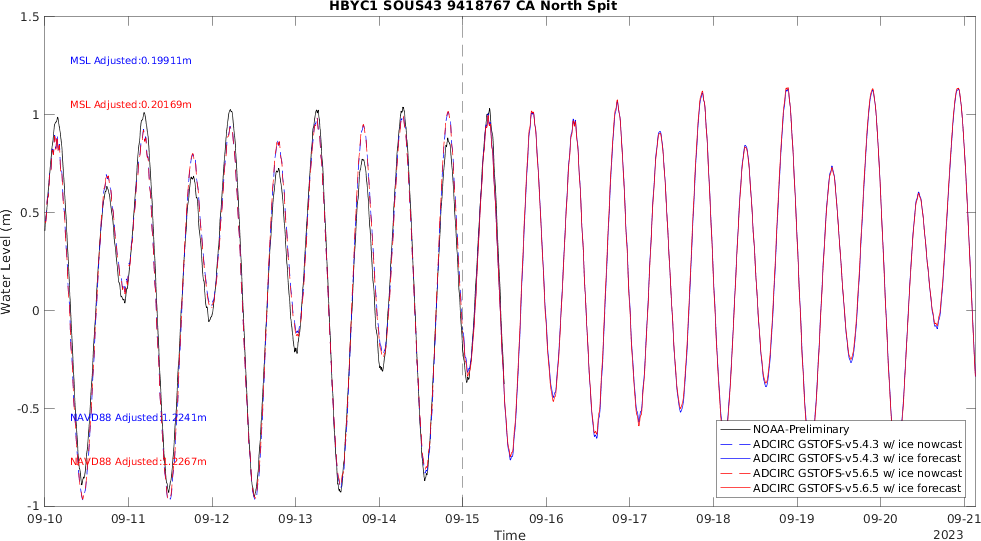 HBYC1 SOUS43 9418767 CA North Spit
1.5
MSL Adjusted:0.19911m
MSL Adjusted:0.20169m
1
0.5
Water Level (m)
0
-0.5
NAVD88 Adjusted:1.2241m
NAVD88 Adjusted:1.2267m
NOAA-Preliminary
ADCIRC GSTOFS-v5.4.3 w/ ice nowcast
ADCIRC GSTOFS-v5.4.3 w/ ice forecast
ADCIRC GSTOFS-v5.6.5 w/ ice nowcast
ADCIRC GSTOFS-v5.6.5 w/ ice forecast
-1
09-10 09-11 09-12 09-13 09-14 09-15 09-16 09-17 09-18 09-19 09-20 09-21
Time 2023